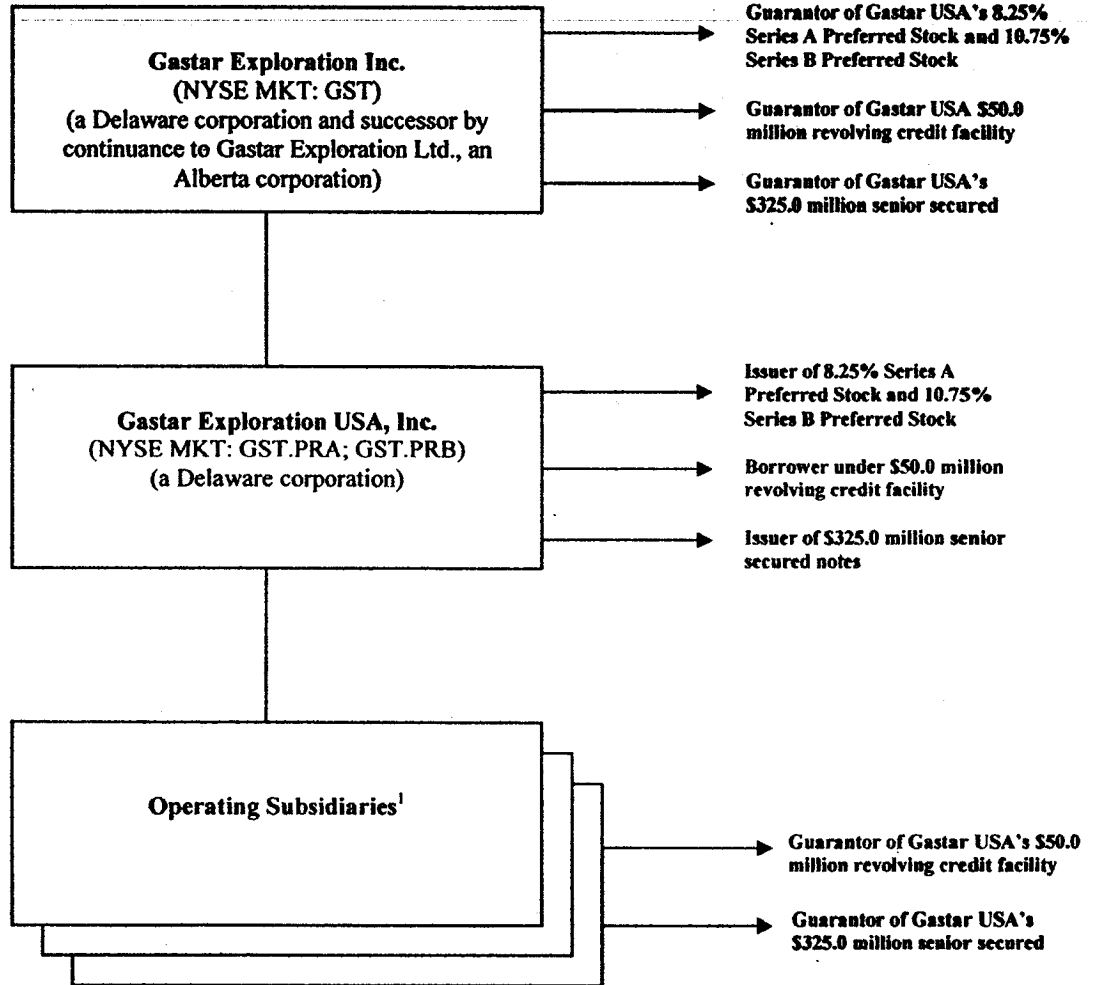 Gastar Exploration Inc.
(NYSE MKT: GST)
(a Delaware corporation and successor by
continuance to Gastar Exploration Ltd., an
Alberta corporation)
Guarantor of Gastar USA's 8.25%
Series A Preferred Stock and 10.75%
Series B Preferred Stock
Guarantor of Gastar USA $50.0
million revolving credit facility
Guarantor of Gastar USA's
$325.0 million senior secured
Gastar Exploration USA, Inc.
(NYSE MKT: GST.PRA; GST.PRB)
(a Delaware corporation)
Issuer of 8.25% Series A
Preferred Stock and 10.75%
Series B Preferred Stock
Borrower under $50.0 million
revolving credit facility
Issuer of $325.0 million senior
secured notes
Operating Subsidiaries¹
Guarantor of Gastar USA's $50.0
million revolving credit facility
Guarantor of Gastar USA's
$325.0 million senior secured